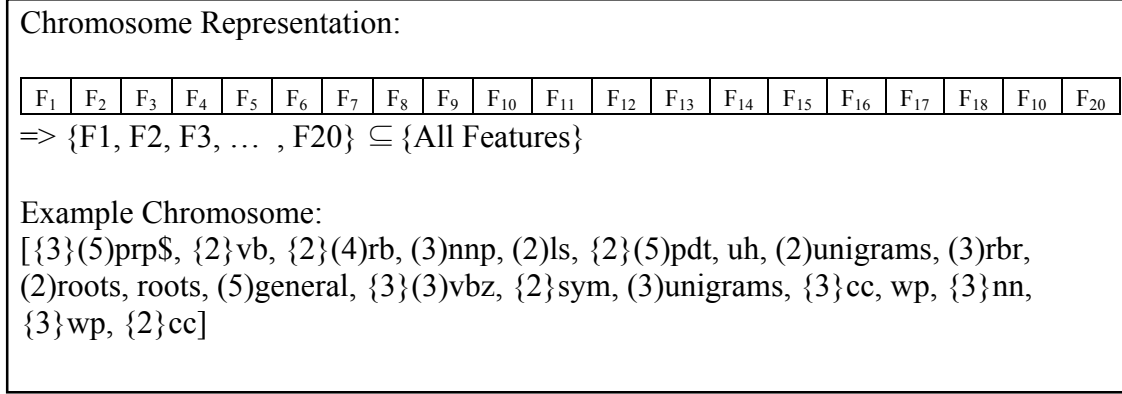 Chromosome Representation:
F₁ F₂ F₃ F₄ F₅ F₆ F₇ F₈ F₉ F₁₀ F₁₁ F₁₂ F₁₃ F₁₄ F₁₅ F₁₆ F₁₇ F₁₈ F₁₀ F₂₀
=> {F1, F2, F3, … , F20} ⊆ {All Features}
Example Chromosome:
[{3}(5)prp$, {2}vb, {2}(4)rb, (3)nnp, (2)ls, {2}(5)pdt, uh, (2)unigrams, (3)rbr,
(2)roots, roots, (5)general, {3}(3)vbz, {2}sym, (3)unigrams, {3}cc, wp, {3}nn,
{3}wp, {2}cc]